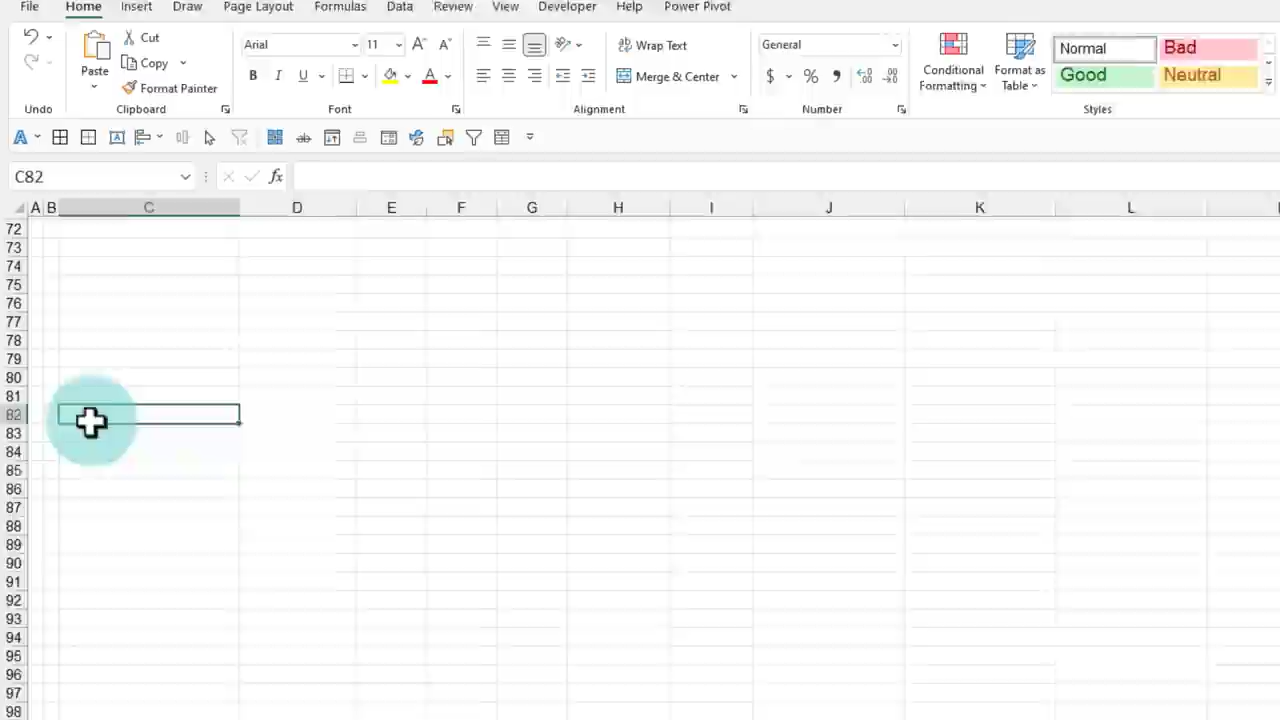 File Home Insert Draw Page Layout Formulas Data Review View Developer Help Power Pivot
Paste
Cut
Copy
Format Painter
Arial 11 A A
B I U A
Wrap Text
Merge & Center
General
$ % 9
Conditional
Formatting
Format as
Table
Normal Bad
Good Neutral
Undo Clipboard Font Alignment Number Styles
A ab
C82 fx
A B C D E F G H I J K L
72
73
74
75
76
77
78
79
80
81
82
83
84
85
86
87
88
89
90
91
92
93
94
95
96
97
98